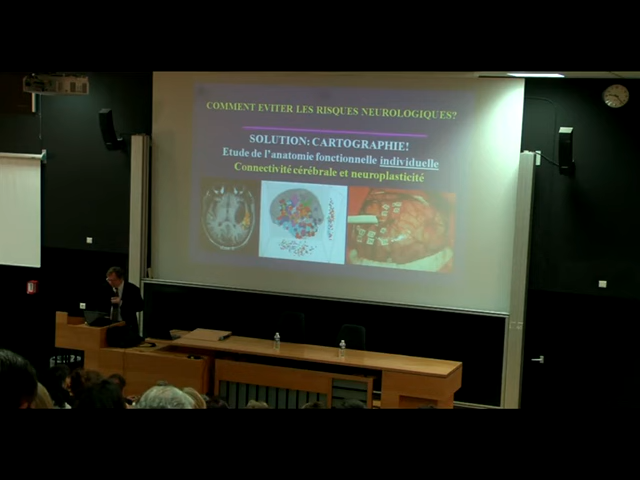 COMMENT EVITER LES RISQUES NEUROLOGIQUES?
SOLUTION: CARTOGRAPHIE!
Etude de l'anatomie fonctionnelle individuelle
Connectivité cérébrale et neuroplasticité